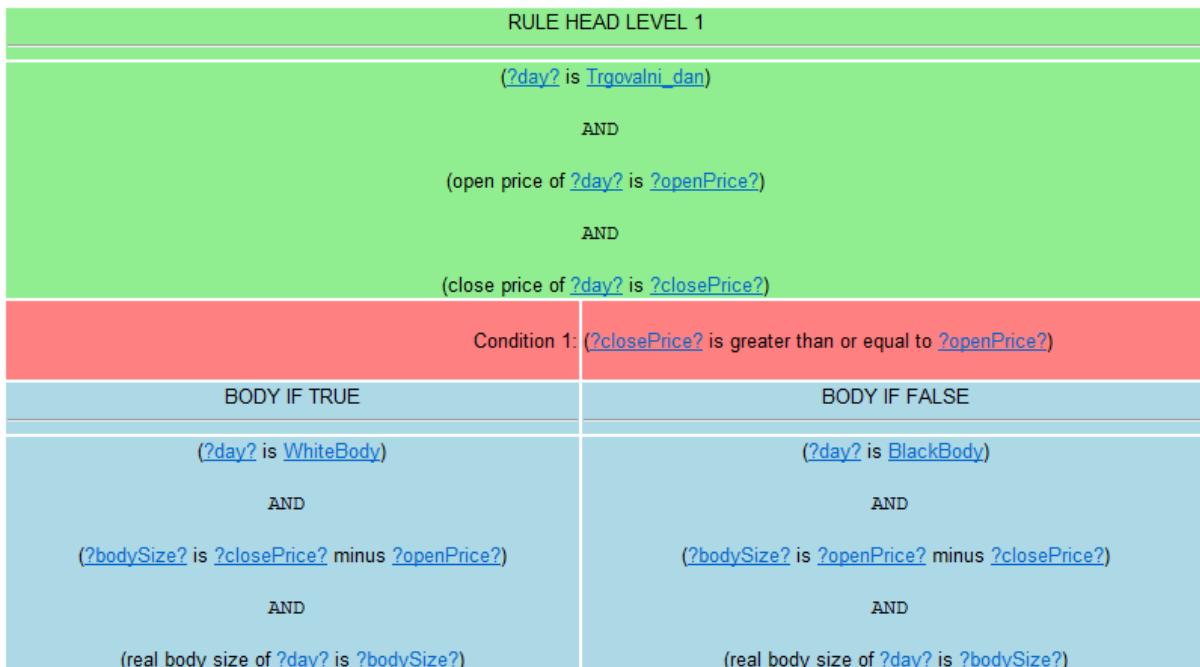 RULE HEAD LEVEL 1
(?day? is Trgovalni_dan)
AND
(open price of ?day? is ?openPrice?)
AND
(close price of ?day? is ?closePrice?)
Condition 1: (?closePrice? is greater than or equal to ?openPrice?)
BODY IF TRUE
(?day? is WhiteBody)
AND
(?bodySize? is ?closePrice? minus ?openPrice?)
AND
(real body size of ?day? is ?bodySize?)
BODY IF FALSE
(?day? is BlackBody)
AND
(?bodySize? is ?openPrice? minus ?closePrice?)
AND
(real body size of ?day? is ?bodySize?)